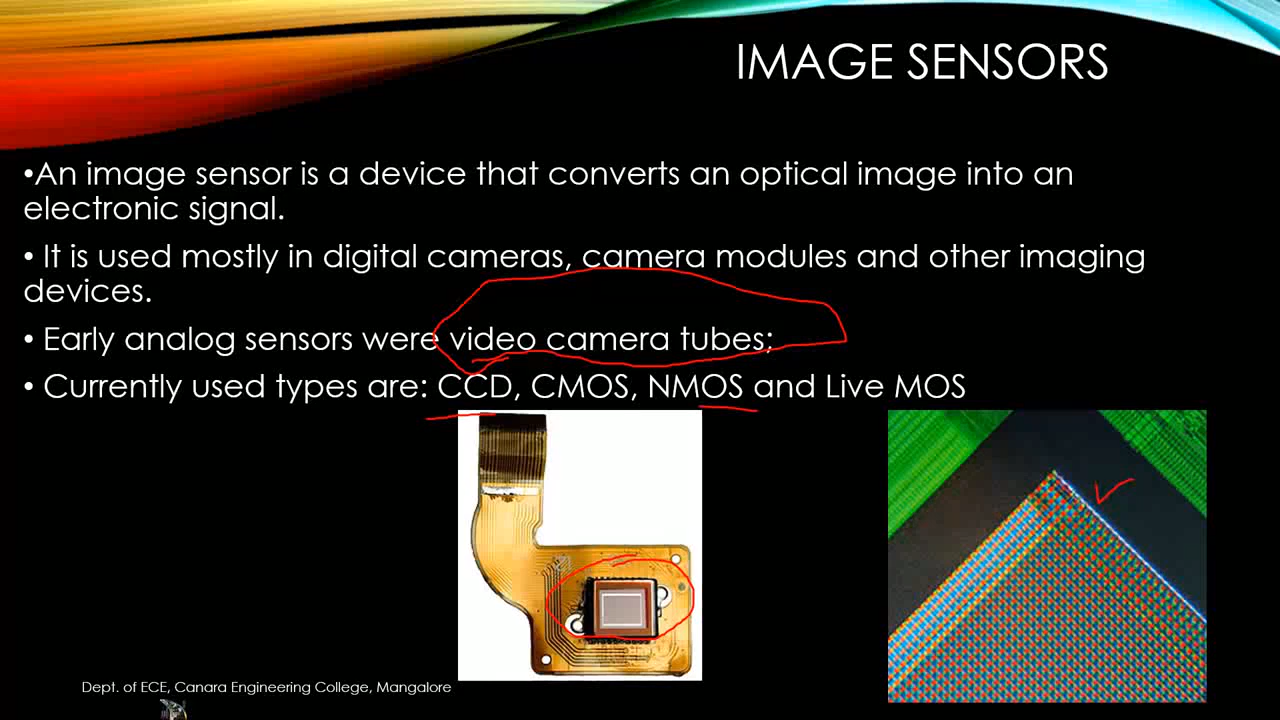 IMAGE SENSORS
•An image sensor is a device that converts an optical image into an
electronic signal.
• It is used mostly in digital cameras, camera modules and other imaging
devices.
• Early analog sensors were video camera tubes;
• Currently used types are: CCD, CMOS, NMOS and Live MOS
Dept. of ECE, Canara Engineering College, Mangalore